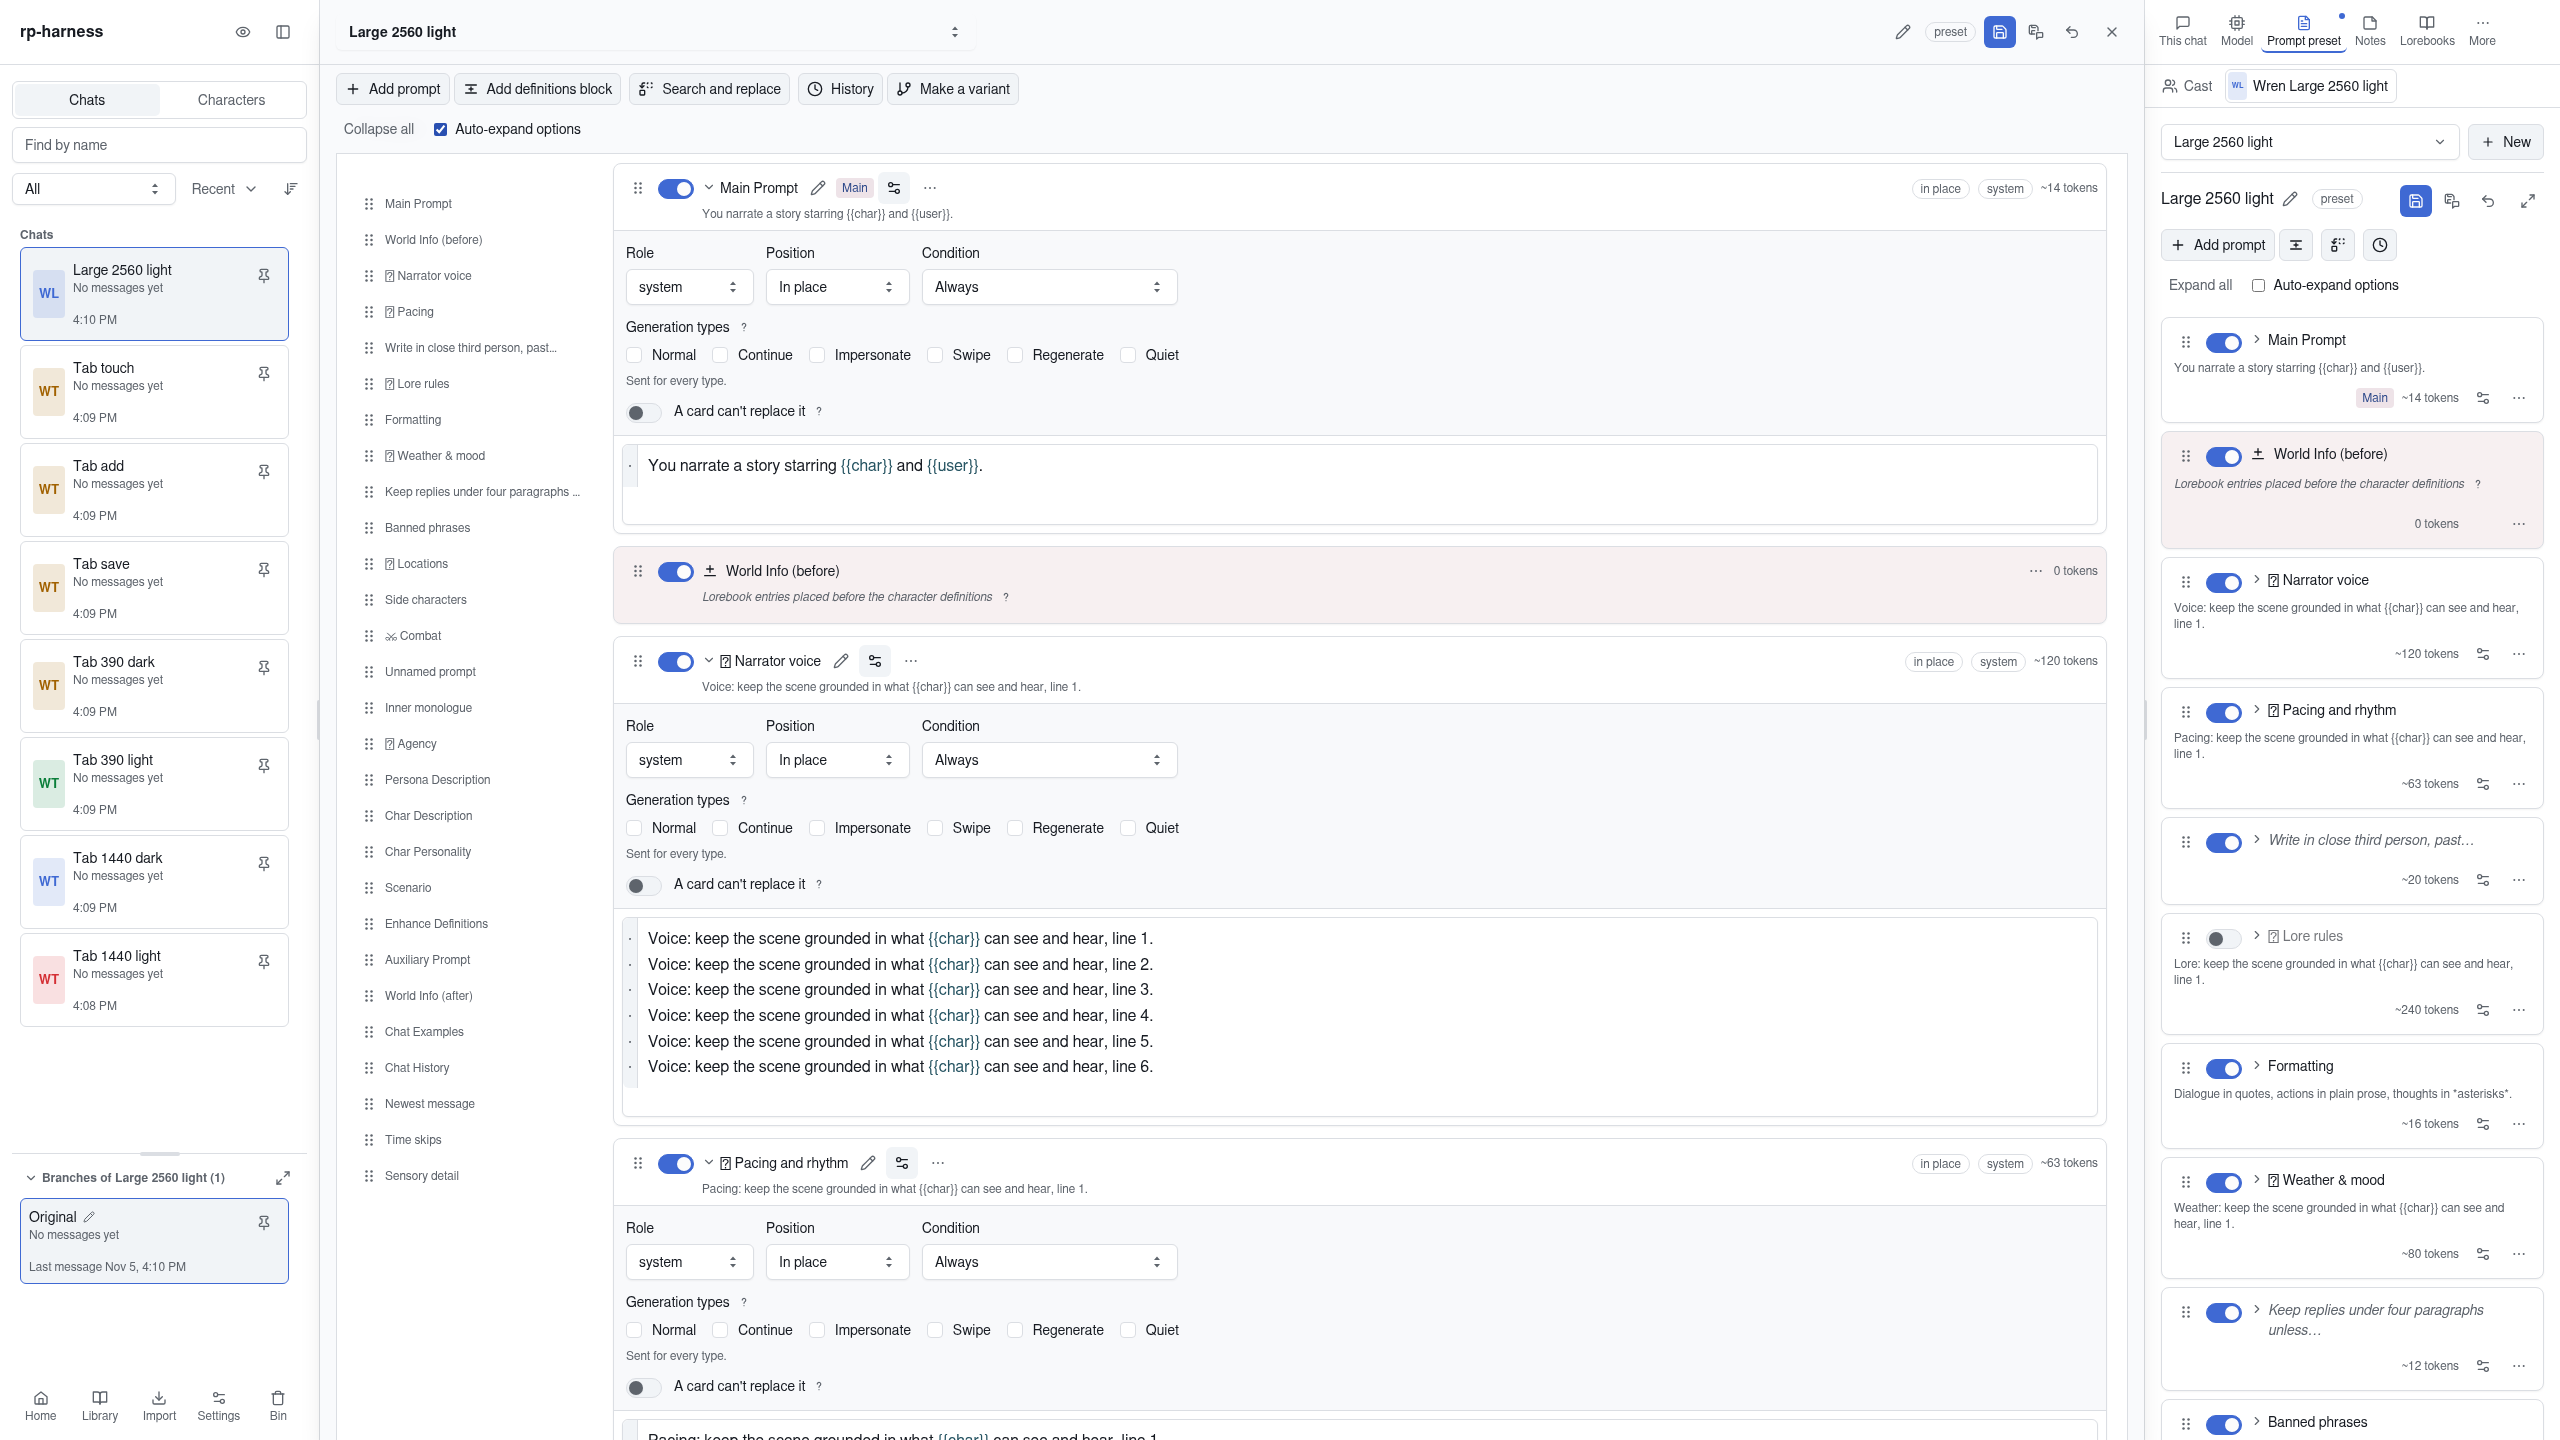 rp-harness
Chats
Characters
Find by name
All
Recent
Chats
WL
Large 2560 light
No messages yet
4:10 PM
WT
Tab touch
No messages yet
4:09 PM
WT
Tab add
No messages yet
4:09 PM
WT
Tab save
No messages yet
4:09 PM
WT
Tab 390 dark
No messages yet
4:09 PM
WT
Tab 390 light
No messages yet
4:09 PM
WT
Tab 1440 dark
No messages yet
4:09 PM
WT
Tab 1440 light
No messages yet
4:08 PM
Branches of Large 2560 light (1)
Original
No messages yet
Last message Nov 5, 4:10 PM
Home
Library
Import
Settings
Bin
Large 2560 light
preset
Add prompt
Add definitions block
Search and replace
History
Make a variant
Collapse all
Auto-expand options
Main Prompt
World Info (before)
Narrator voice
Pacing
Write in close third person, past…
Lore rules
Formatting
Weather & mood
Keep replies under four paragraphs …
Banned phrases
Locations
Side characters
⚔ Combat
Unnamed prompt
Inner monologue
Agency
Persona Description
Char Description
Char Personality
Scenario
Enhance Definitions
Auxiliary Prompt
World Info (after)
Chat Examples
Chat History
Newest message
Time skips
Sensory detail
Main Prompt
Main
in place
system
~14 tokens
You narrate a story starring {{char}} and {{user}}.
Role
Position
Condition
system
In place
Always
Generation types ?
Normal
Continue
Impersonate
Swipe
Regenerate
Quiet
Sent for every type.
A card can't replace it ?
You narrate a story starring {{char}} and {{user}}.
World Info (before)
0 tokens
Lorebook entries placed before the character definitions ?
Narrator voice
in place
system
~120 tokens
Voice: keep the scene grounded in what {{char}} can see and hear, line 1.
Role
Position
Condition
system
In place
Always
Generation types ?
Normal
Continue
Impersonate
Swipe
Regenerate
Quiet
Sent for every type.
A card can't replace it ?
Voice: keep the scene grounded in what {{char}} can see and hear, line 1.
Voice: keep the scene grounded in what {{char}} can see and hear, line 2.
Voice: keep the scene grounded in what {{char}} can see and hear, line 3.
Voice: keep the scene grounded in what {{char}} can see and hear, line 4.
Voice: keep the scene grounded in what {{char}} can see and hear, line 5.
Voice: keep the scene grounded in what {{char}} can see and hear, line 6.
Pacing and rhythm
in place
system
~63 tokens
Pacing: keep the scene grounded in what {{char}} can see and hear, line 1.
Role
Position
Condition
system
In place
Always
Generation types ?
Normal
Continue
Impersonate
Swipe
Regenerate
Quiet
Sent for every type.
A card can't replace it ?
Pacing: keep the scene grounded in what {{char}} can see and hear, line 1.
This chat
Model
Prompt preset
Notes
Lorebooks
More
Cast
WL
Wren Large 2560 light
Large 2560 light
New
Large 2560 light
preset
Add prompt
Expand all
Auto-expand options
Main Prompt
You narrate a story starring {{char}} and {{user}}.
Main
~14 tokens
World Info (before)
Lorebook entries placed before the character definitions ?
0 tokens
Narrator voice
Voice: keep the scene grounded in what {{char}} can see and hear,
line 1.
~120 tokens
Pacing and rhythm
Pacing: keep the scene grounded in what {{char}} can see and hear,
line 1.
~63 tokens
Write in close third person, past…
~20 tokens
Lore rules
Lore: keep the scene grounded in what {{char}} can see and hear,
line 1.
~240 tokens
Formatting
Dialogue in quotes, actions in plain prose, thoughts in *asterisks*.
~16 tokens
Weather & mood
Weather: keep the scene grounded in what {{char}} can see and
hear, line 1.
~80 tokens
Keep replies under four paragraphs
unless…
~12 tokens
Banned phrases